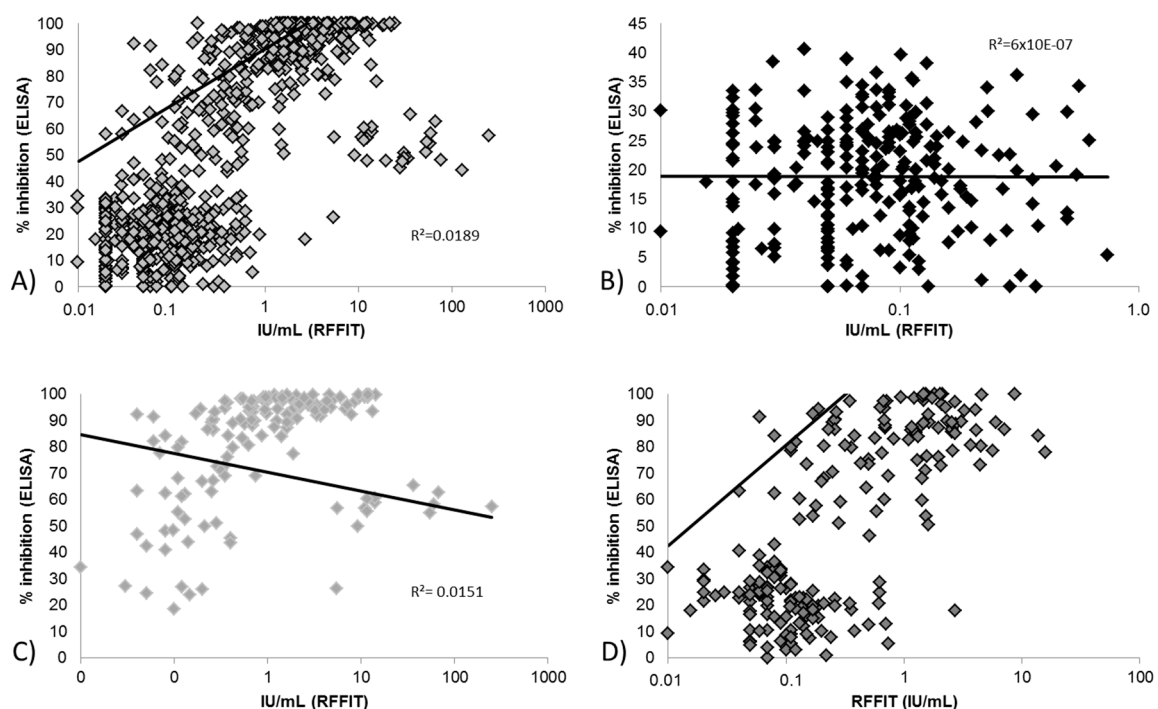 100
90
80
70
60
50
40
30
20
10
0
% inhibition (ELISA)
R²=0.0189
A)
0.01 0.1 1 10 100 1000
IU/mL (RFFIT)
45
40
35
30
25
20
15
10
5
0
% inhibition (ELISA)
R²=6x10E-07
B)
0.01 0.1 1.0
IU/mL (RFFIT)
100
90
80
70
60
50
40
30
20
10
0
% inhibition (ELISA)
R²= 0.0151
C)
0 0 1 10 100 1000
IU/mL (RFFIT)
100
90
80
70
60
50
40
30
20
10
0
% inhibition (ELISA)
D)
0.01 0.1 1 10 100
RFFIT (IU/mL)